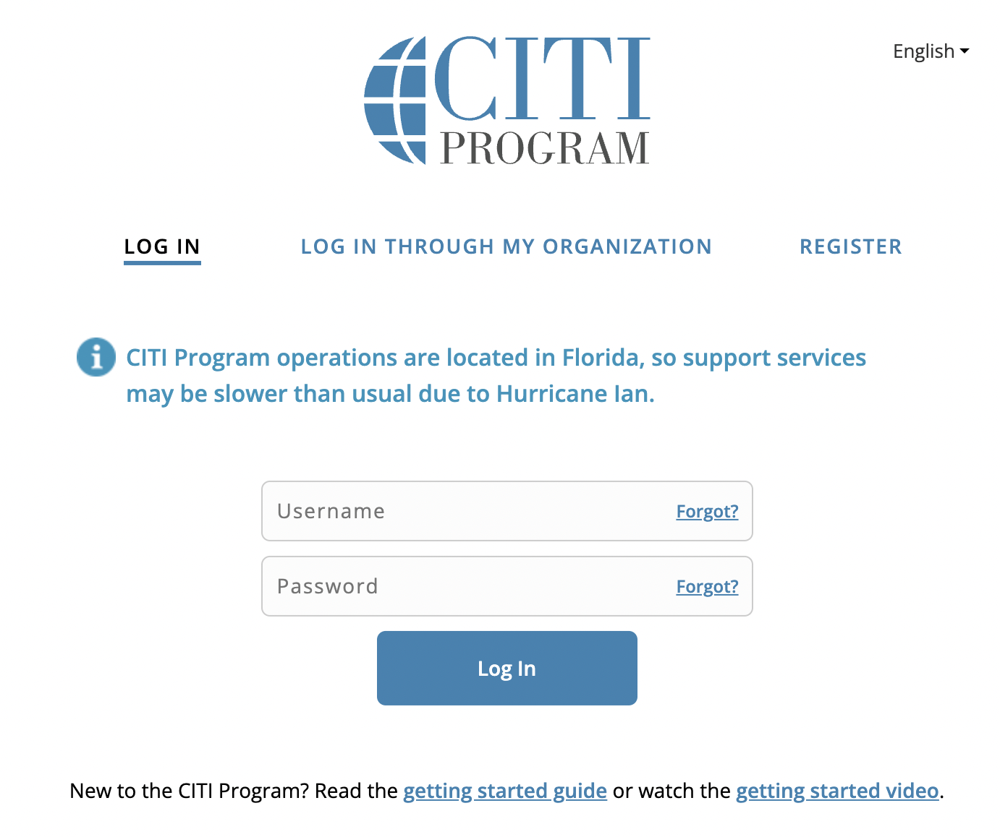 CITI
PROGRAM
English
LOG IN
LOG IN THROUGH MY ORGANIZATION
REGISTER
CITI Program operations are located in Florida, so support services
may be slower than usual due to Hurricane Ian.
Username
Forgot?
Password
Forgot?
Log In
New to the CITI Program? Read the getting started guide or watch the getting started video.